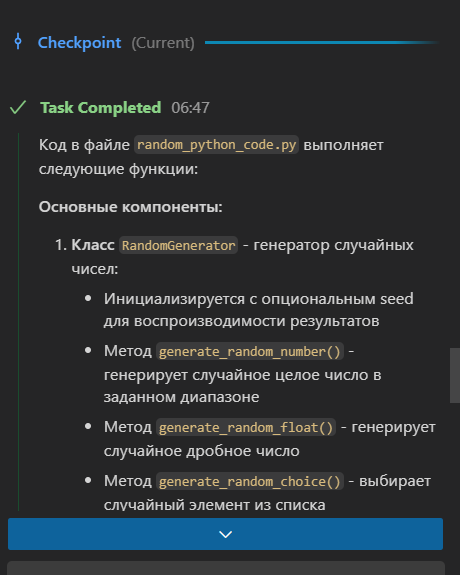 Checkpoint (Current)
Task Completed 06:47
Код в файле random_python_code.py выполняет
следующие функции:
Основные компоненты:
1. Класс RandomGenerator - генератор случайных
чисел:
• Инициализируется с опциональным seed
для воспроизводимости результатов
• Метод generate_random_number() -
генерирует случайное целое число в
заданном диапазоне
• Метод generate_random_float() - генерирует
случайное дробное число
• Метод generate_random_choice() - выбирает
случайный элемент из списка